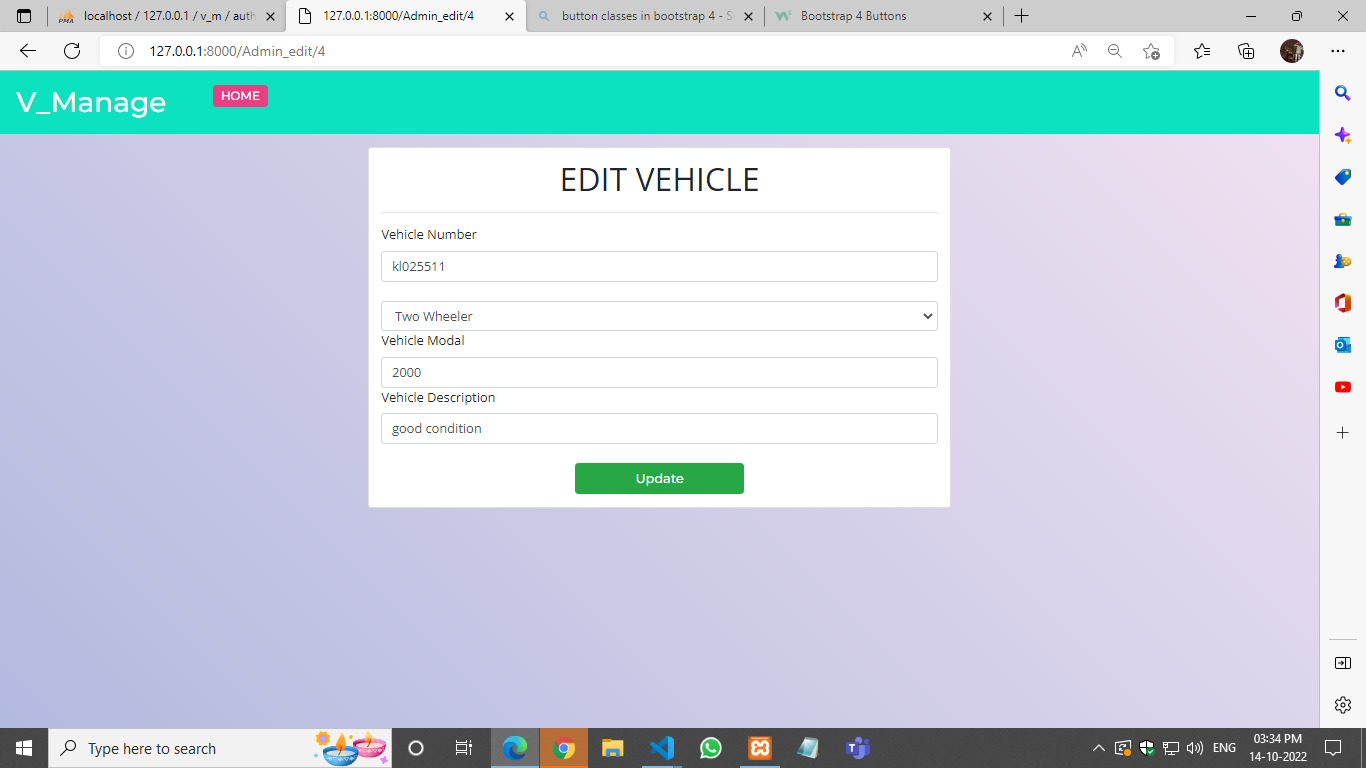 localhost / 127.0.0.1 / v_m / auth
127.0.0.1:8000/Admin_edit/4
button classes in bootstrap 4 - Se
Bootstrap 4 Buttons
127.0.0.1:8000/Admin_edit/4
V_Manage
HOME
EDIT VEHICLE
Vehicle Number
kl025511
Two Wheeler
Vehicle Modal
2000
Vehicle Description
good condition
Update
Type here to search
ENG
03:34 PM
14-10-2022